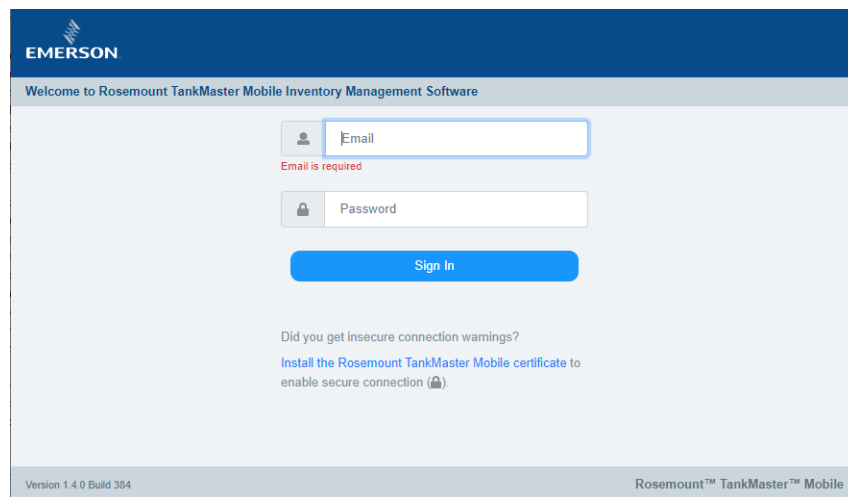 EMERSON
Welcome to Rosemount TankMaster Mobile Inventory Management Software
Email
Email is required
Password
Sign In
Did you get insecure connection warnings?
Install the Rosemount TankMaster Mobile certificate to
enable secure connection (🔒).
Version 1.4.0 Build 384
Rosemount™ TankMaster™ Mobile